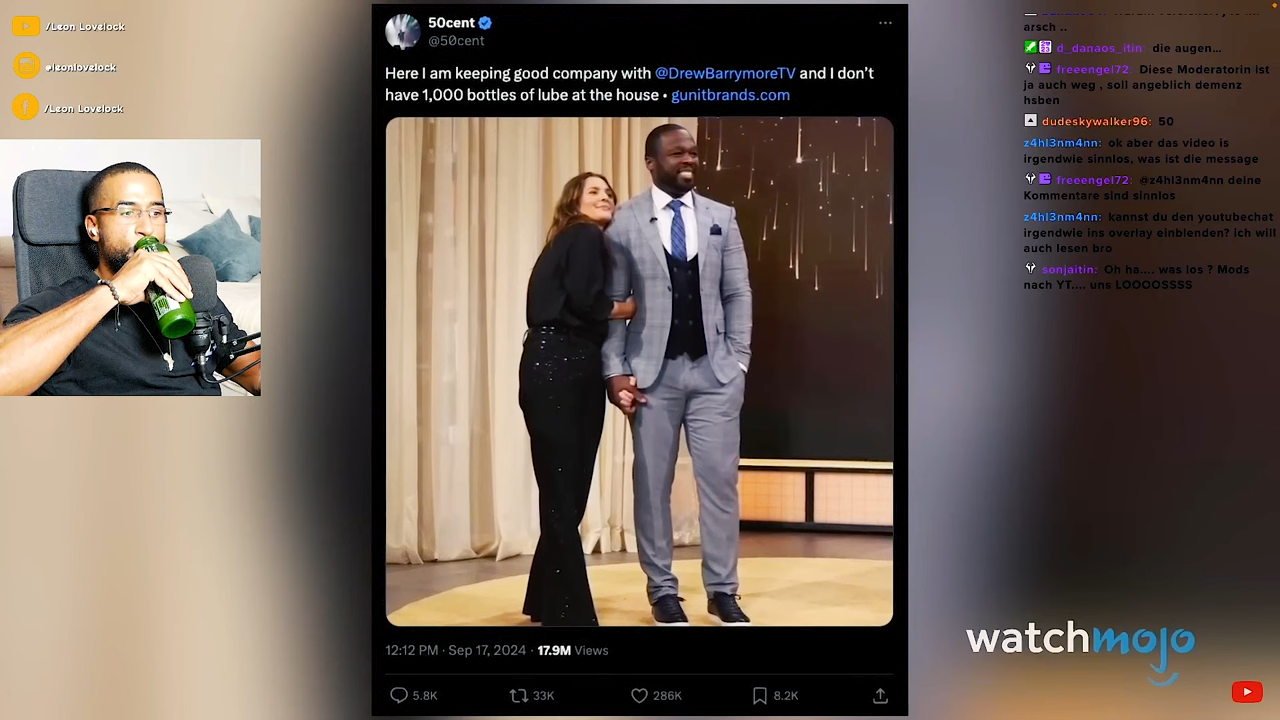 /Leon Lovelock
@leonlovelock
/Leon Lovelock
50cent
@50cent
Here I am keeping good company with @DrewBarrymoreTV and I don't
have 1,000 bottles of lube at the house • gunitbrands.com
12:12 PM · Sep 17, 2024 · 17.9M Views
5.8K
33K
286K
8.2K
arsch ..
d_danaos_itin: die augen...
freeengel72: Diese Moderatorin ist
ja auch weg , soll angeblich demenz
hsben
dudeskywalker96: 50
z4hl3nm4nn: ok aber das video is
irgendwie sinnlos, was ist die message
freeengel72: @z4hl3nm4nn deine
Kommentare sind sinnlos
z4hl3nm4nn: kannst du den youtubechat
irgendwie ins overlay einblenden? ich will
auch lesen bro
sonjaitin: Oh ha.... was los ? Mods
nach YT.... uns LOOOOSSSS
watchmojo